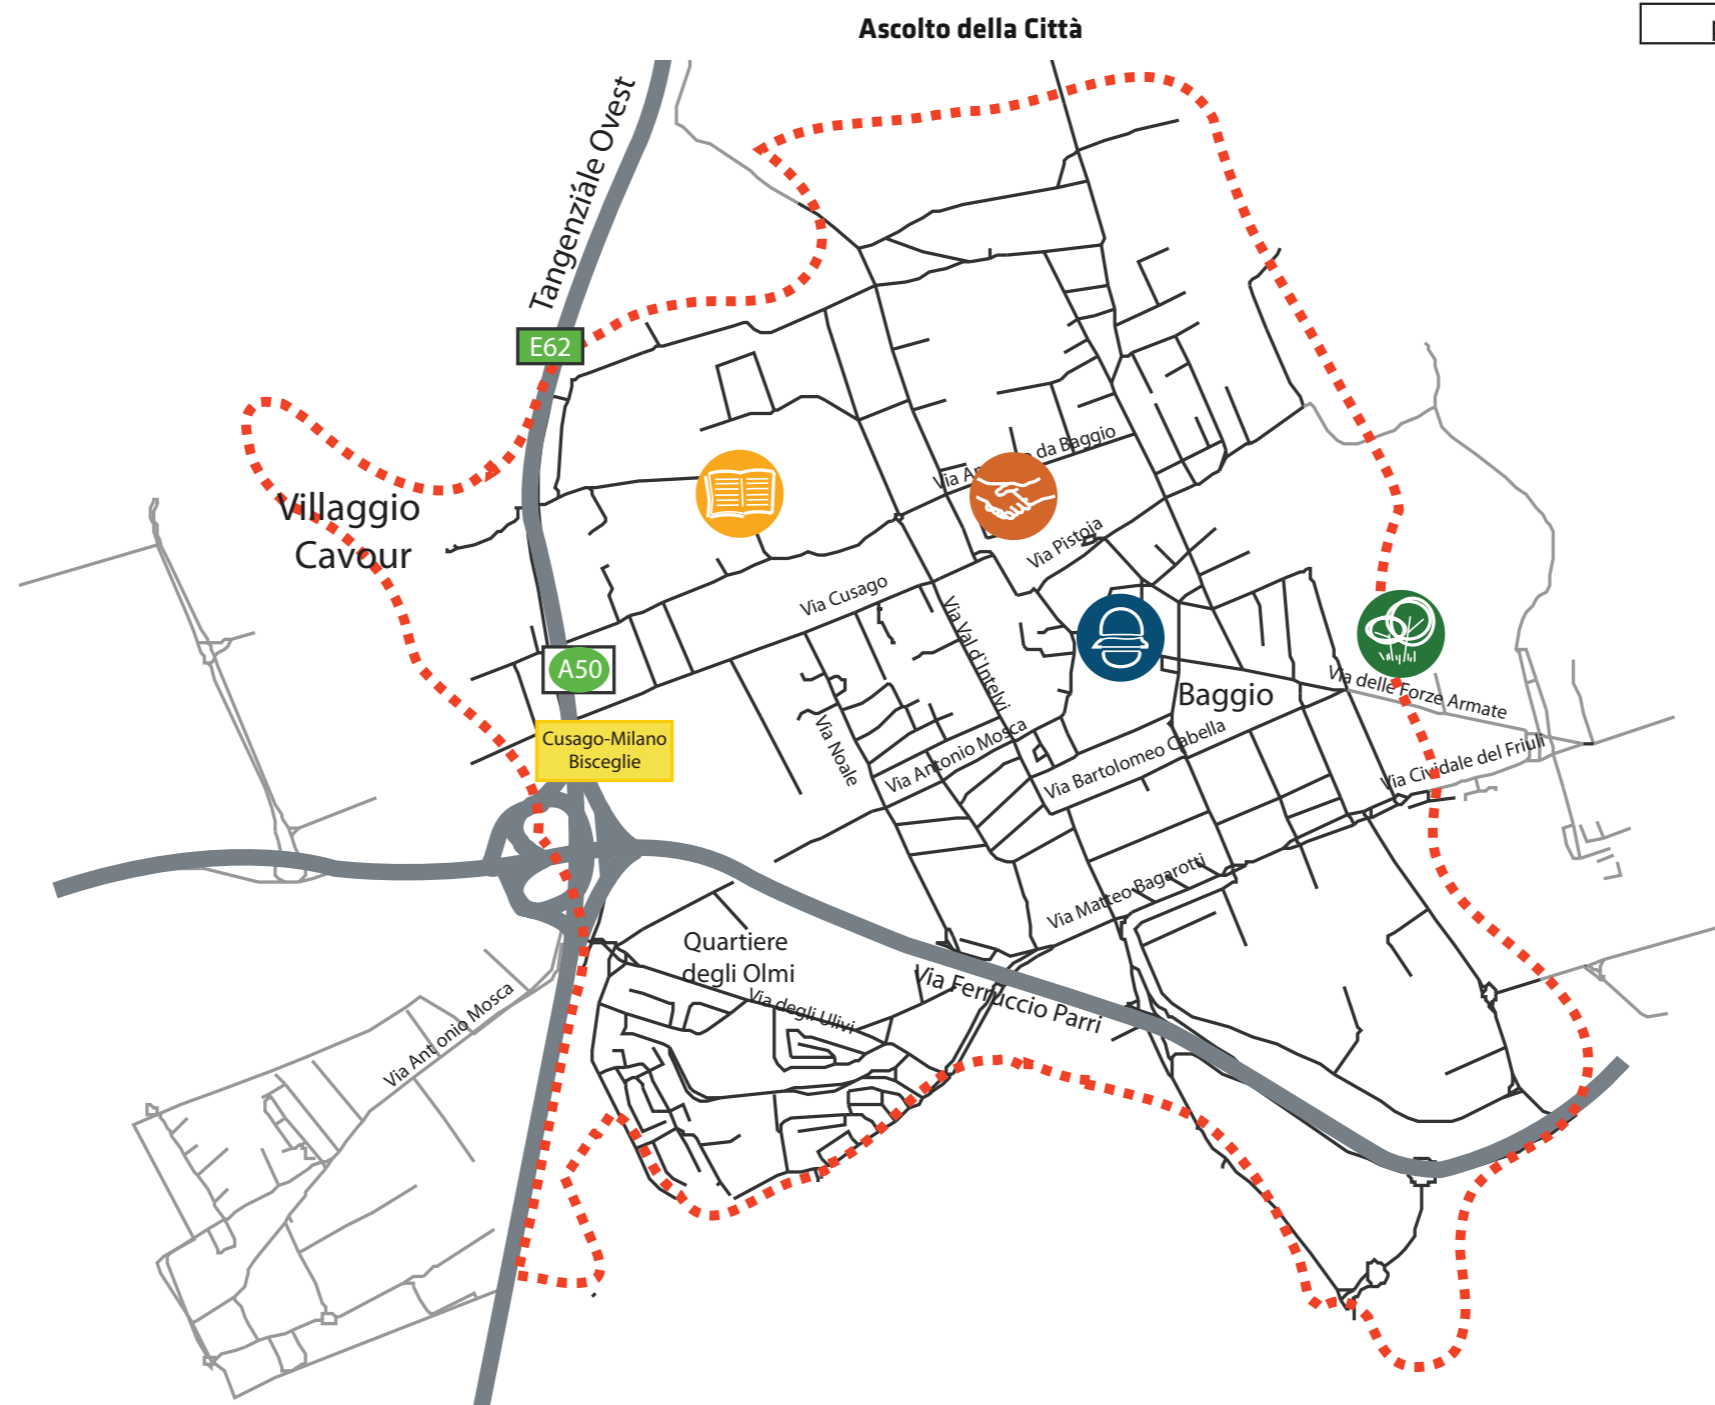 Ascolto della Città
Tangenziale Ovest
E62
Villaggio
Cavour
da Baggio
Via Pistoia
Via Cusago
Via Val d'Intelvi
A50
Via delle Forze Armate
Baggio
Cusago-Milano
Bisceglie
Via Noale
Via Antonio Mosca
Via Bartolomeo Cabella
Via Cividale del Friuli
Via Matteo Bagarotti
Quartiere
degli Olmi
Via degli Ulivi
Via Ferruccio Parri
Via Antonio Mosca